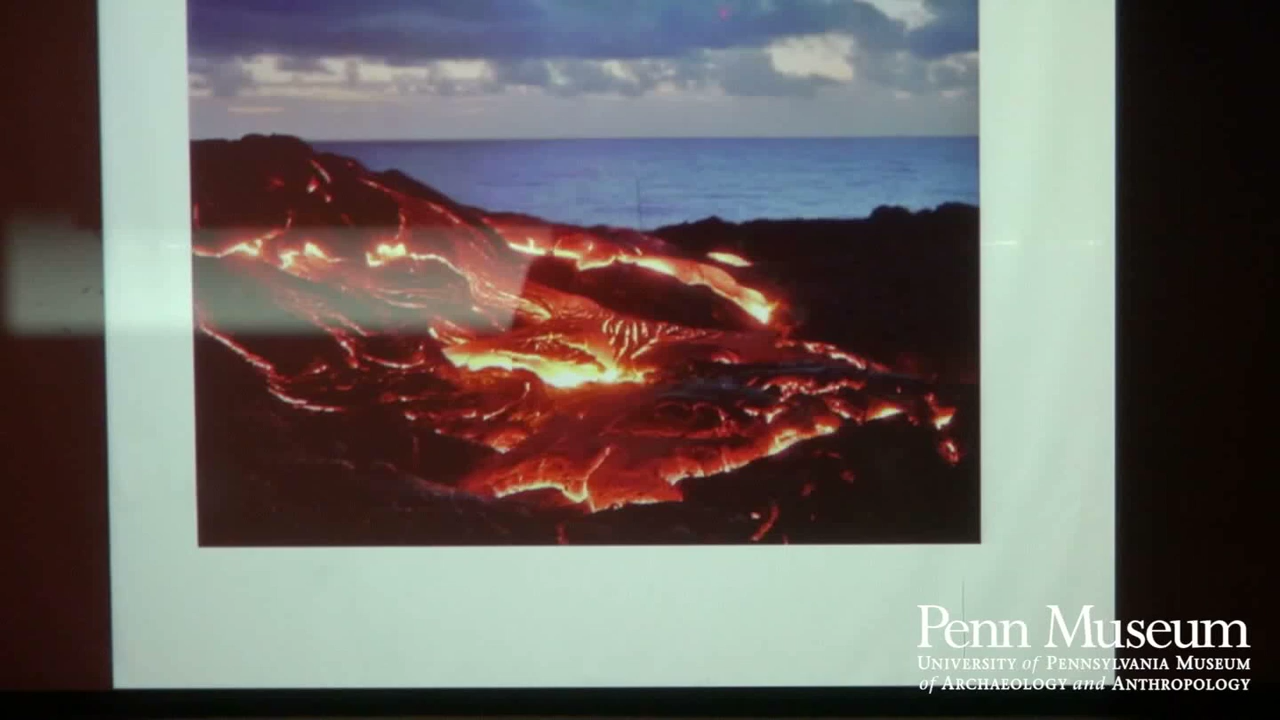 Penn Museum
UNIVERSITY of PENNSYLVANIA MUSEUM
of ARCHAEOLOGY and ANTHROPOLOGY